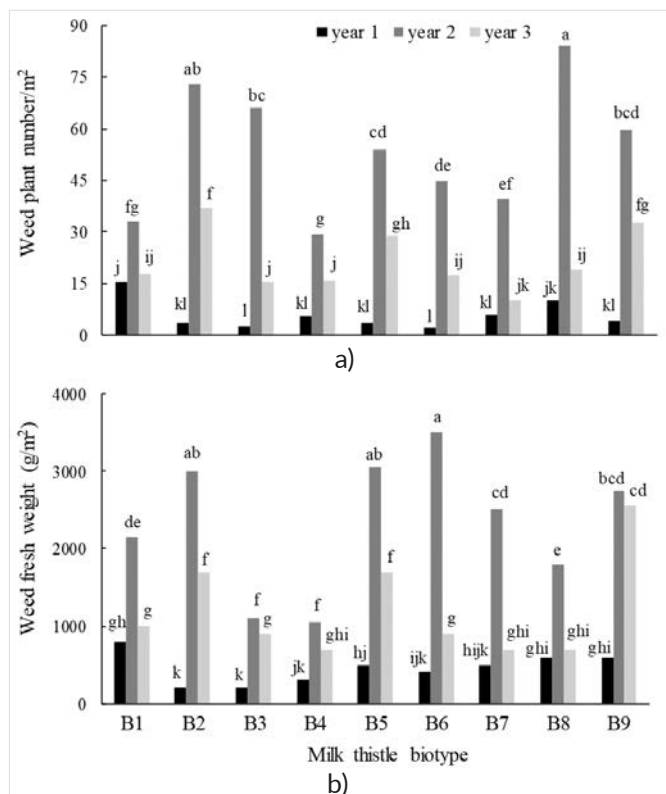 year 1 year 2 year 3
Weed plant number/m²
90
75
60
45
30
15
0
j fg ij
kl ab f
l bc j
kl g j
kl cd gh
l de ij
kl ef jk
jk a ij
kl bcd fg
a)
Weed fresh weight (g/m²)
4000
3000
2000
1000
0
gh de g
k ab f
k f g
jk f ghi
hj ab f
ijk a g
hijk cd ghi
ghi e ghi
ghi bcd cd
B1 B2 B3 B4 B5 B6 B7 B8 B9
Milk thistle biotype
b)